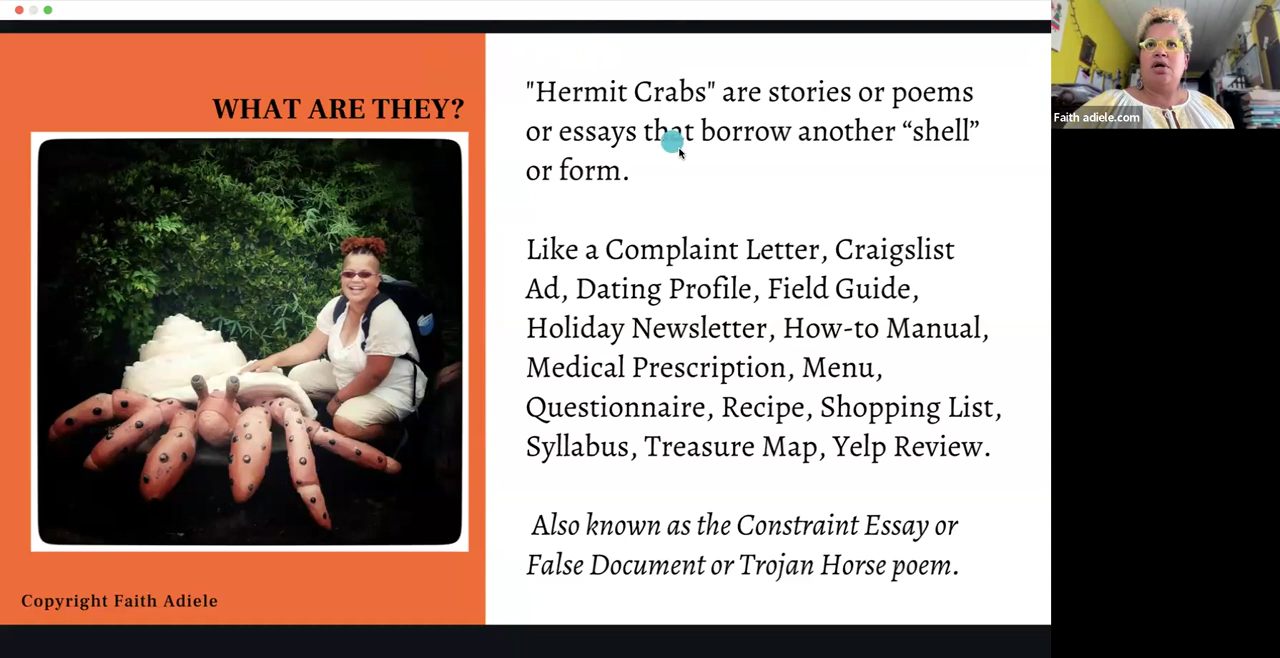 WHAT ARE THEY?
"Hermit Crabs" are stories or poems
or essays that borrow another “shell”
or form.
Like a Complaint Letter, Craigslist
Ad, Dating Profile, Field Guide,
Holiday Newsletter, How-to Manual,
Medical Prescription, Menu,
Questionnaire, Recipe, Shopping List,
Syllabus, Treasure Map, Yelp Review.
Also known as the Constraint Essay or
False Document or Trojan Horse poem.
Copyright Faith Adiele
Faith adiele.com